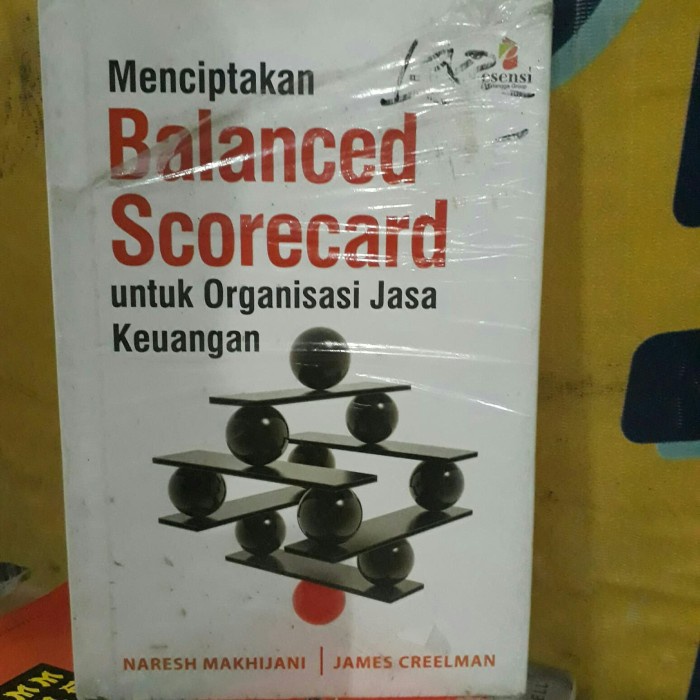 Menciptakan
esensi
Balanced
Scorecard
untuk Organisasi Jasa
Keuangan
NARESH MAKHIJANI | JAMES CREELMAN